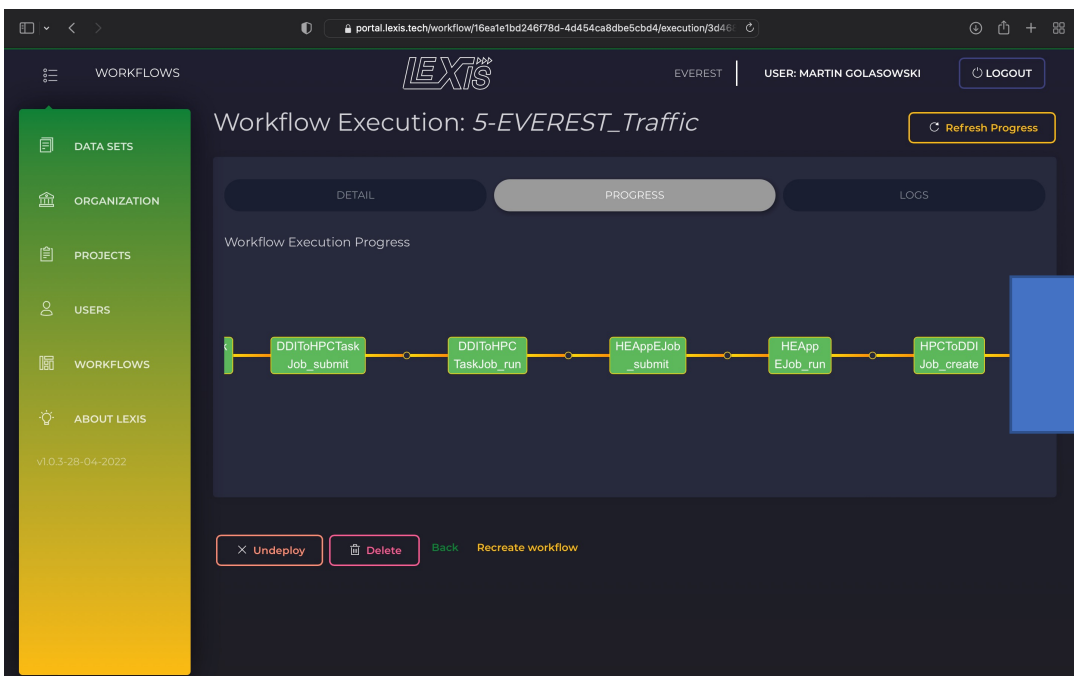 portal.lexis.tech/workflow/16ea1e1bd246f78d-4d454ca8dbe5cbd4/execution/3d46
WORKFLOWS
LEXIS
EVEREST
USER: MARTIN GOLASOWSKI
LOGOUT
DATA SETS
ORGANIZATION
PROJECTS
USERS
WORKFLOWS
ABOUT LEXIS
v1.0.3-28-04-2022
Workflow Execution: 5-EVEREST_Traffic
Refresh Progress
DETAIL
PROGRESS
LOGS
Workflow Execution Progress
DDIToHPCTask
Job_submit
DDIToHPC
TaskJob_run
HEAppEJob
_submit
HEApp
EJob_run
HPCToDDI
Job_create
Undeploy
Delete
Back
Recreate workflow